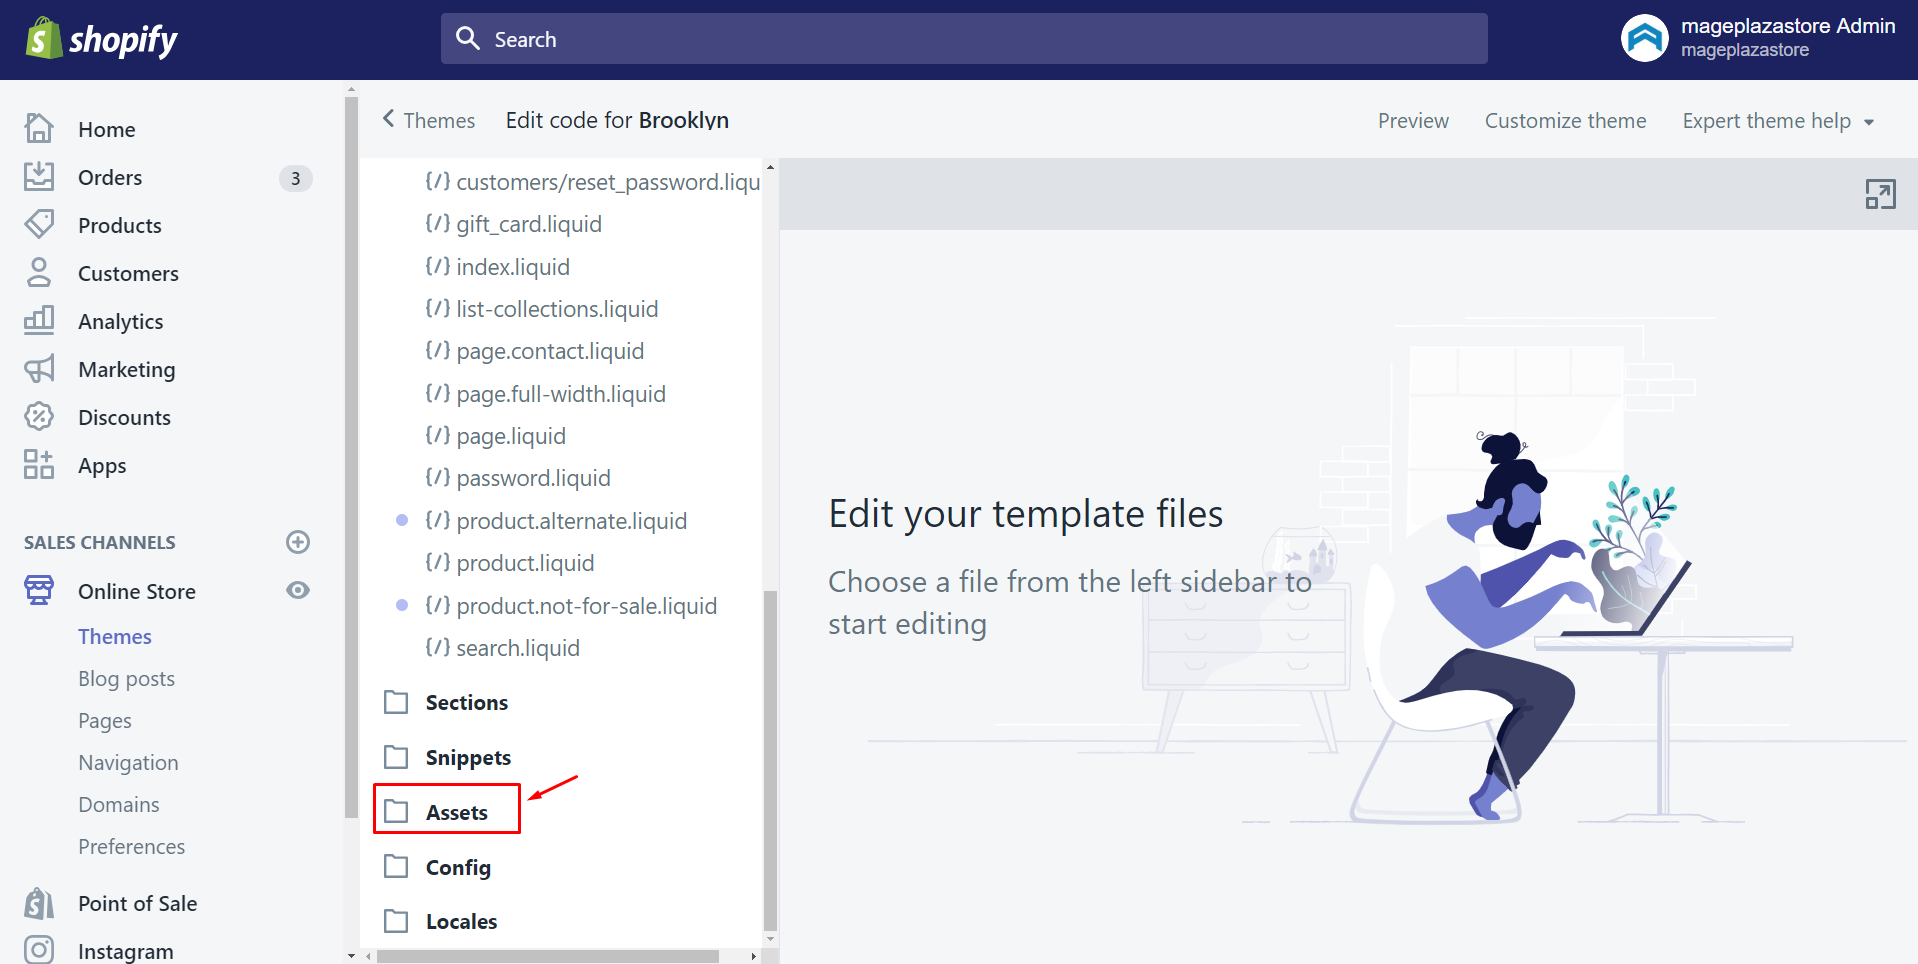 shopify
Search
mageplazastore Admin
mageplazastore
Home
Orders
3
Products
Customers
Analytics
Marketing
Discounts
Apps
SALES CHANNELS
Online Store
Themes
Blog posts
Pages
Navigation
Domains
Preferences
Point of Sale
Instagram
Themes
Edit code for Brooklyn
Preview
Customize theme
Expert theme help
{/} customers/reset_password.liqu
{/} gift_card.liquid
{/} index.liquid
{/} list-collections.liquid
{/} page.contact.liquid
{/} page.full-width.liquid
{/} page.liquid
{/} password.liquid
{/} product.alternate.liquid
{/} product.liquid
{/} product.not-for-sale.liquid
{/} search.liquid
Sections
Snippets
Assets
Config
Locales
Edit your template files
Choose a file from the left sidebar to
start editing